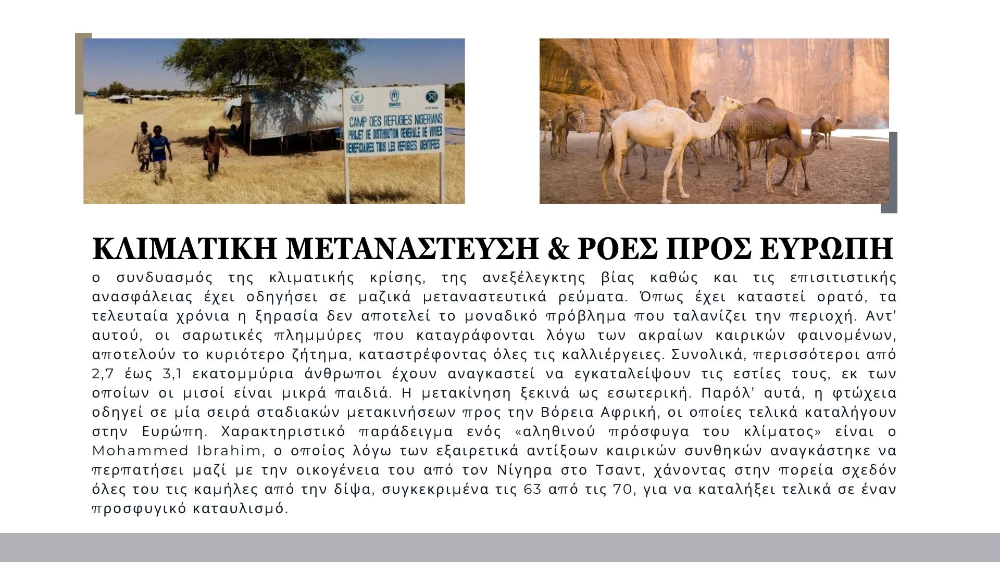 UNHCR
CAMP DES REFUGIES NIGERIANS
PROJET DE DISTRIBUTION GENERALE DE VIVRES
BENEFICIAIRES: TOUS LES REFUGIES IDENTIFIES
dreamstime
ΚΛΙΜΑΤΙΚΗ ΜΕΤΑΝΑΣΤΕΥΣΗ & ΡΟΕΣ ΠΡΟΣ ΕΥΡΩΠΗ
ο συνδυασμός της κλιματικής κρίσης, της ανεξέλεγκτης βίας καθώς και τις επισιτιστικής
ανασφάλειας έχει οδηγήσει σε μαζικά μεταναστευτικά ρεύματα. Όπως έχει καταστεί ορατό, τα
τελευταία χρόνια η ξηρασία δεν αποτελεί το μοναδικό πρόβλημα που ταλανίζει την περιοχή. Αντ’
αυτού, οι σαρωτικές πλημμύρες που καταγράφονται λόγω των ακραίων καιρικών φαινομένων,
αποτελούν το κυριότερο ζήτημα, καταστρέφοντας όλες τις καλλιέργειες. Συνολικά, περισσότεροι από
2,7 έως 3,1 εκατομμύρια άνθρωποι έχουν αναγκαστεί να εγκαταλείψουν τις εστίες τους, εκ των
οποίων οι μισοί είναι μικρά παιδιά. Η μετακίνηση ξεκινά ως εσωτερική. Παρόλ’ αυτά, η φτώχεια
οδηγεί σε μία σειρά σταδιακών μετακινήσεων προς την Βόρεια Αφρική, οι οποίες τελικά καταλήγουν
στην Ευρώπη. Χαρακτηριστικό παράδειγμα ενός «αληθινού πρόσφυγα του κλίματος» είναι ο
Mohammed Ibrahim, ο οποίος λόγω των εξαιρετικά αντίξοων καιρικών συνθηκών αναγκάστηκε να
περπατήσει μαζί με την οικογένεια του από τον Νίγηρα στο Τσαντ, χάνοντας στην πορεία σχεδόν
όλες του τις καμήλες από την δίψα, συγκεκριμένα τις 63 από τις 70, για να καταλήξει τελικά σε έναν
προσφυγικό καταυλισμό.